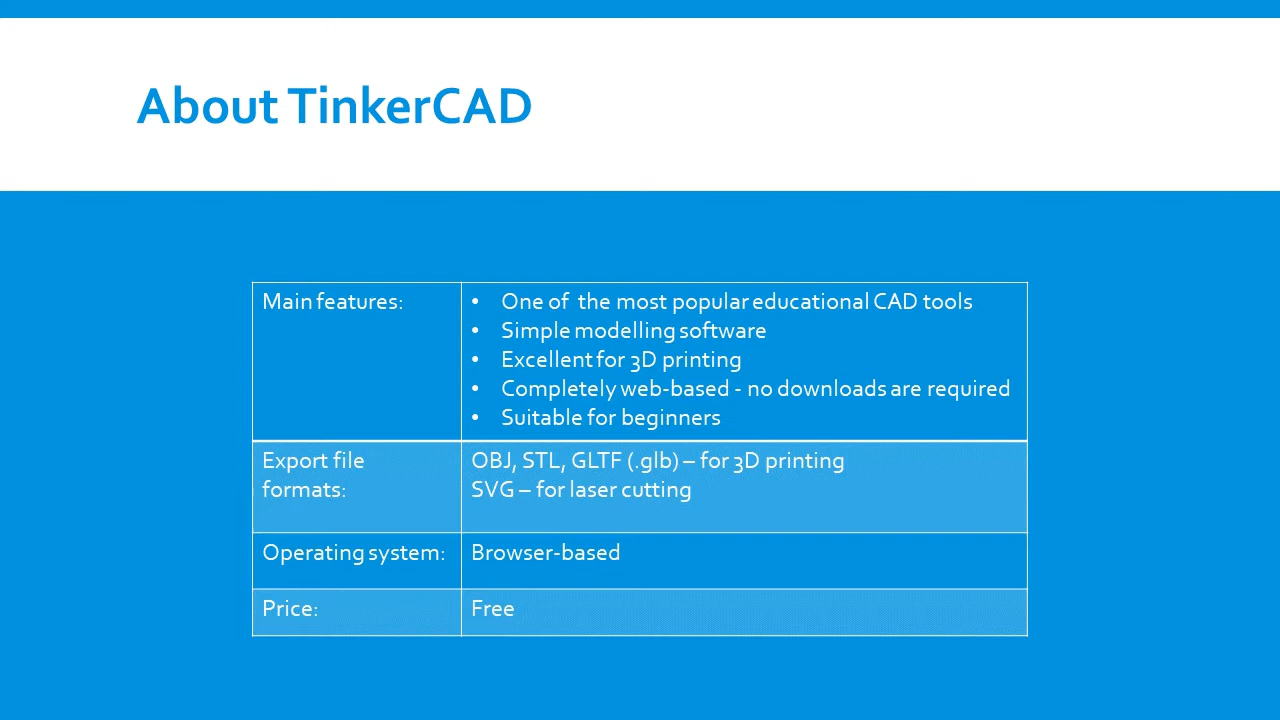 About TinkerCAD
Main features:
• One of the most popular educational CAD tools
• Simple modelling software
• Excellent for 3D printing
• Completely web-based - no downloads are required
• Suitable for beginners
Export file
formats:
OBJ, STL, GLTF (.glb) – for 3D printing
SVG – for laser cutting
Operating system:
Browser-based
Price:
Free